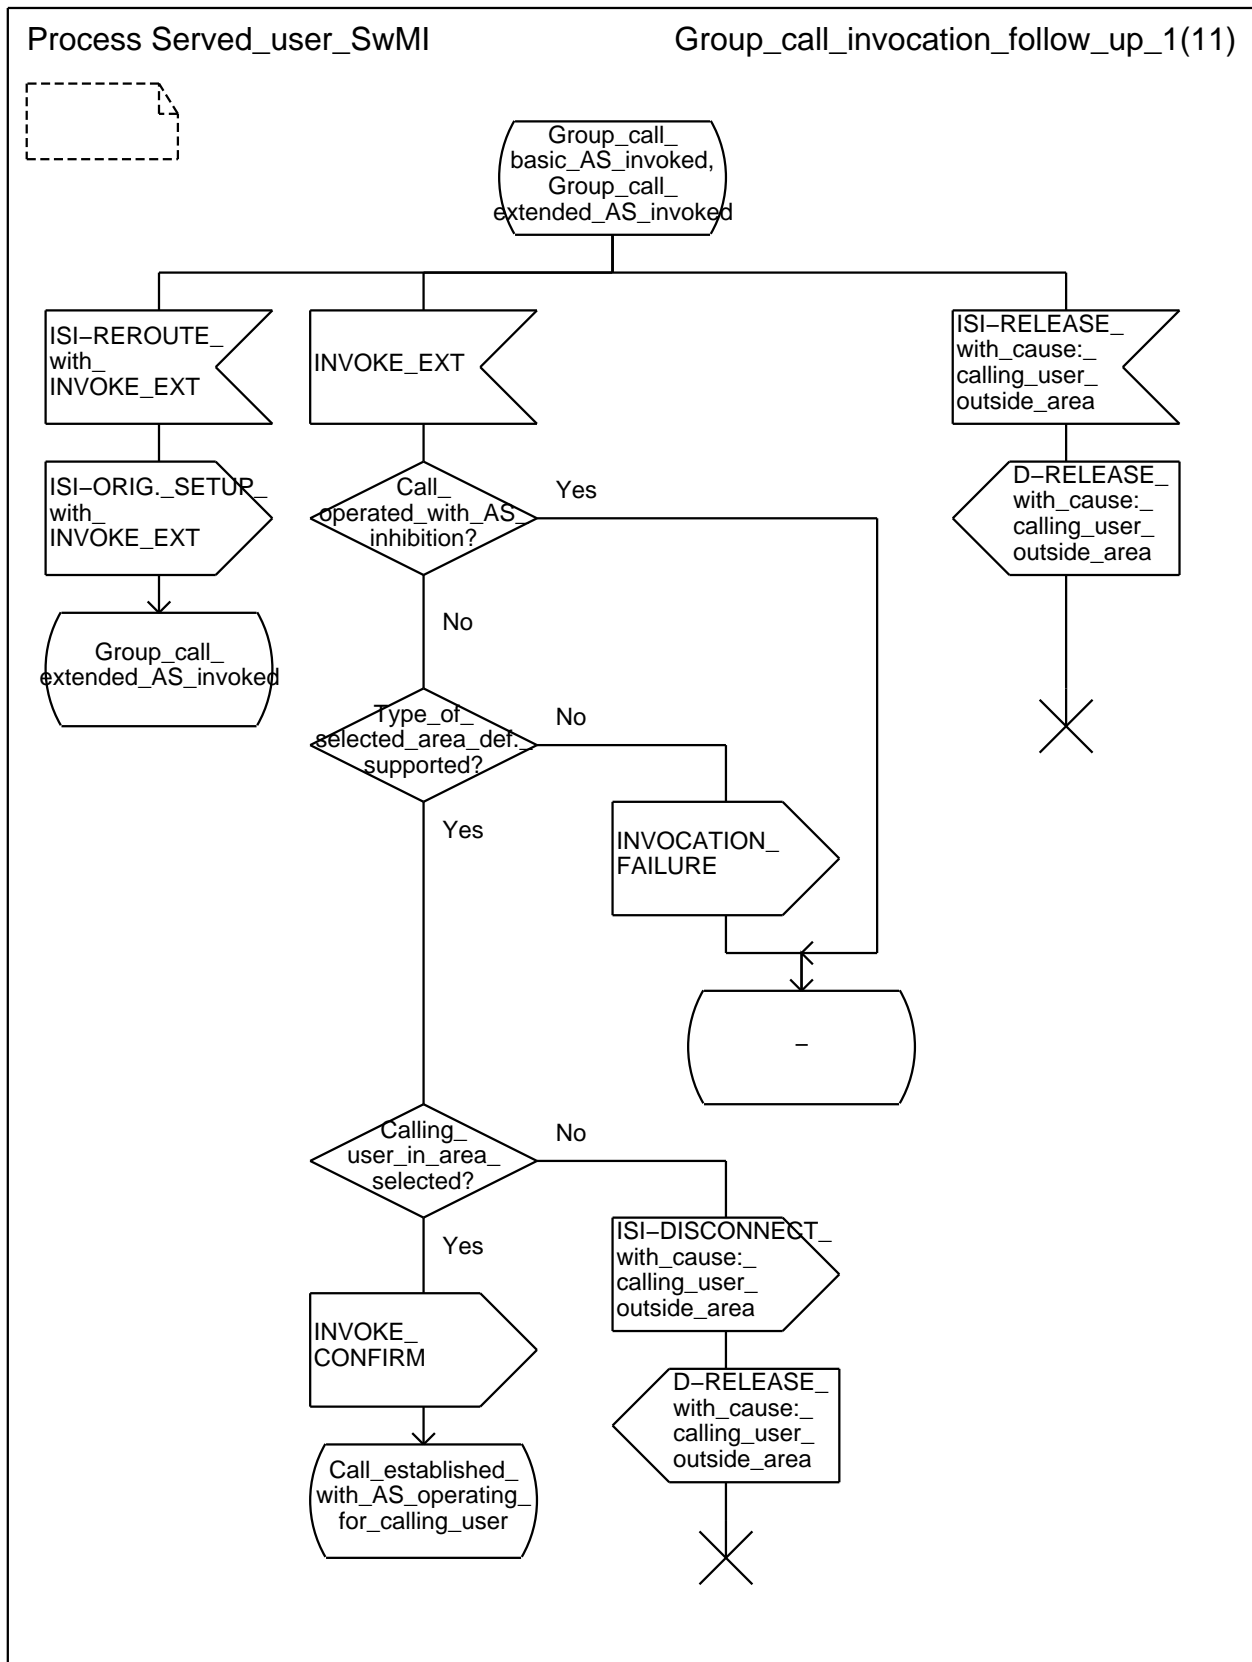 Process Served_user_SwMI
Group_call_invocation_follow_up_1(11)
Group_call_
basic_AS_invoked,
Group_call_
extended_AS_invoked
ISI–REROUTE_
with_
INVOKE_EXT
INVOKE_EXT
ISI–RELEASE_
with_cause:_
calling_user_
outside_area
ISI–ORIG._SETUP_
with_
INVOKE_EXT
Call_
operated_with_AS_
inhibition?
Yes
D–RELEASE_
with_cause:_
calling_user_
outside_area
No
Group_call_
extended_AS_invoked
Type_of_
selected_area_def._
supported?
No
Yes
INVOCATION_
FAILURE
–
Calling_
user_in_area_
selected?
No
Yes
ISI–DISCONNECT_
with_cause:_
calling_user_
outside_area
INVOKE_
CONFIRM
D–RELEASE_
with_cause:_
calling_user_
outside_area
Call_established_
with_AS_operating_
for_calling_user